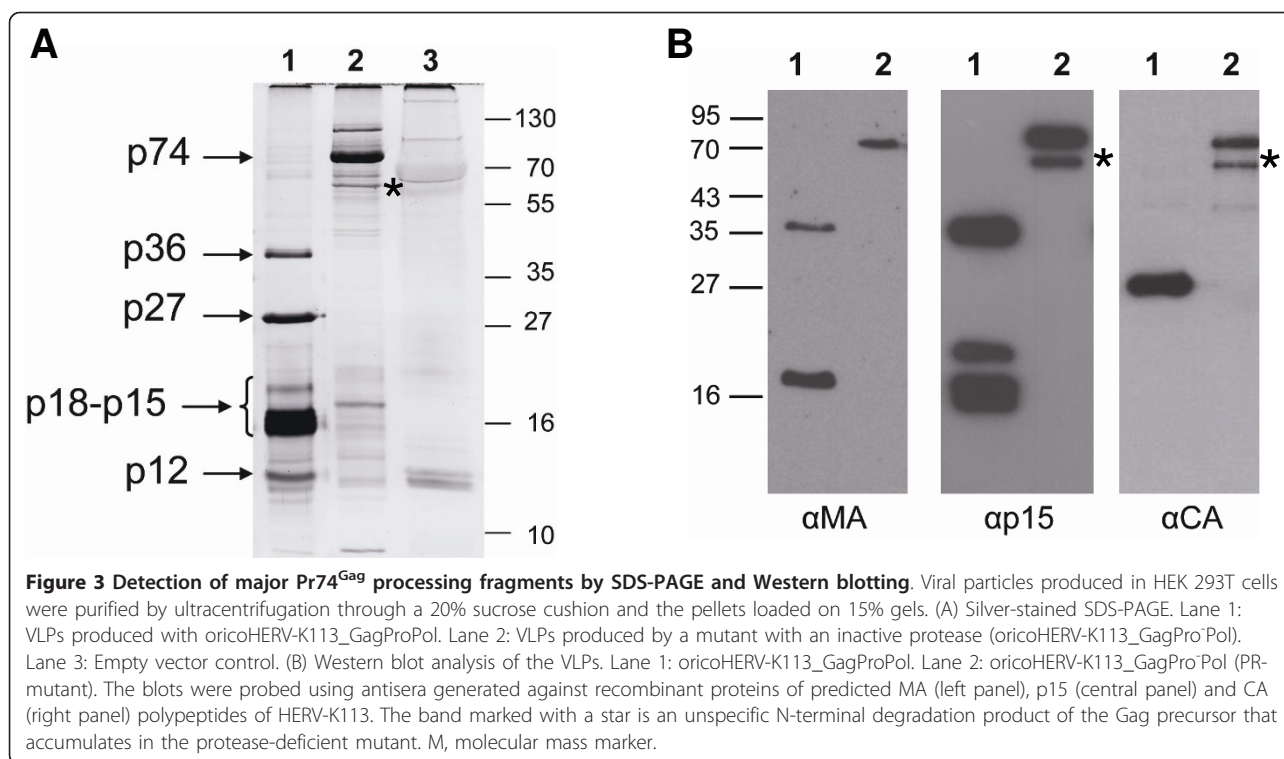 A
B
1 2 3
1 2
1 2
1 2
p74
p36
p27
p18-p15
p12
130
70
55
35
27
16
10
*
95
70
43
35
27
16
*
*
αMA
αp15
αCA
Figure 3 Detection of major Pr74Gag processing fragments by SDS-PAGE and Western blotting. Viral particles produced in HEK 293T cells
were purified by ultracentrifugation through a 20% sucrose cushion and the pellets loaded on 15% gels. (A) Silver-stained SDS-PAGE. Lane 1:
VLPs produced with oricoHERV-K113_GagProPol. Lane 2: VLPs produced by a mutant with an inactive protease (oricoHERV-K113_GagPro-Pol).
Lane 3: Empty vector control. (B) Western blot analysis of the VLPs. Lane 1: oricoHERV-K113_GagProPol. Lane 2: oricoHERV-K113_GagPro-Pol (PR-
mutant). The blots were probed using antisera generated against recombinant proteins of predicted MA (left panel), p15 (central panel) and CA
(right panel) polypeptides of HERV-K113. The band marked with a star is an unspecific N-terminal degradation product of the Gag precursor that
accumulates in the protease-deficient mutant. M, molecular mass marker.